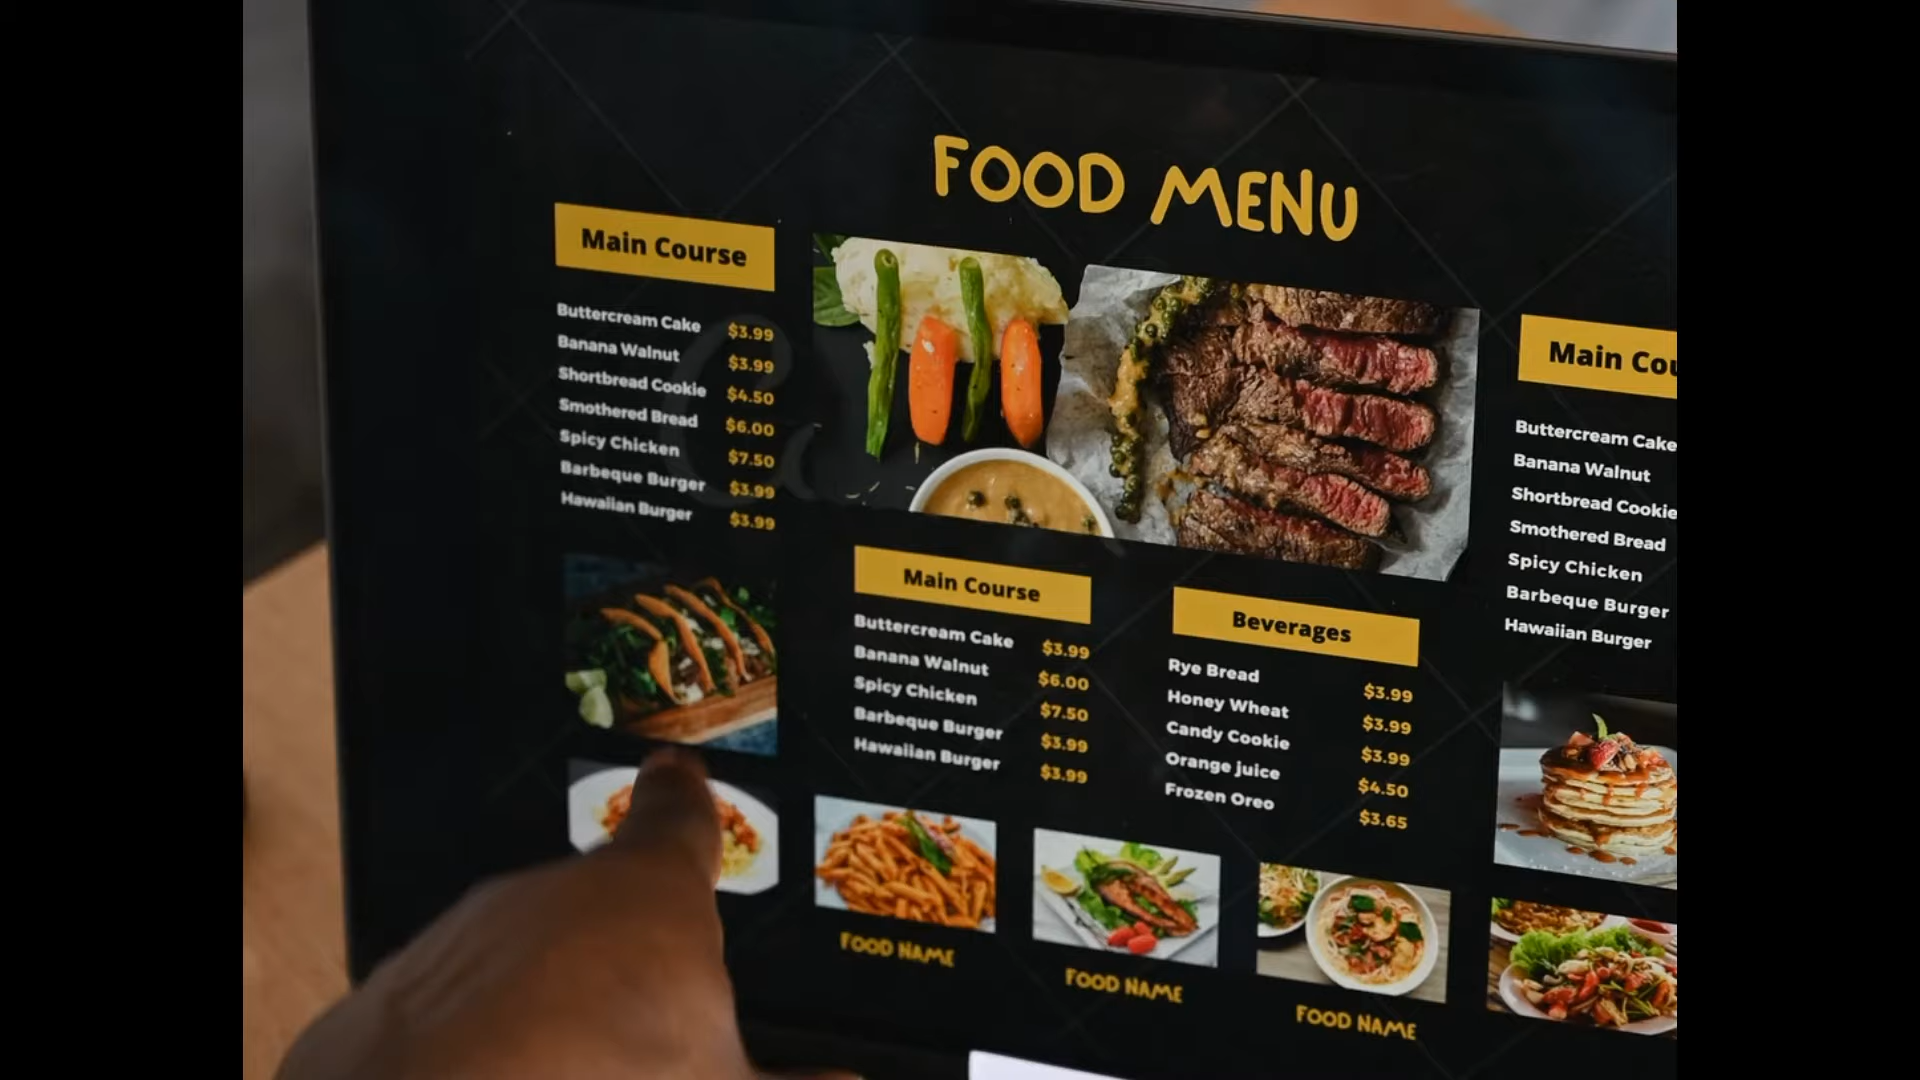 FOOD MENU
Main Course
Buttercream Cake $3.99
Banana Walnut $3.99
Shortbread Cookie $4.50
Smothered Bread $6.00
Spicy Chicken $7.50
Barbeque Burger $3.99
Hawaiian Burger $3.99
Main Course
Buttercream Cake $3.99
Banana Walnut $6.00
Spicy Chicken $7.50
Barbeque Burger $3.99
Hawaiian Burger $3.99
Beverages
Rye Bread $3.99
Honey Wheat $3.99
Candy Cookie $3.99
Orange juice $4.50
Frozen Oreo $3.65
Main Cou
Buttercream Cake
Banana Walnut
Shortbread Cookie
Smothered Bread
Spicy Chicken
Barbeque Burger
Hawaiian Burger
FOOD NAME
FOOD NAME
FOOD NAME